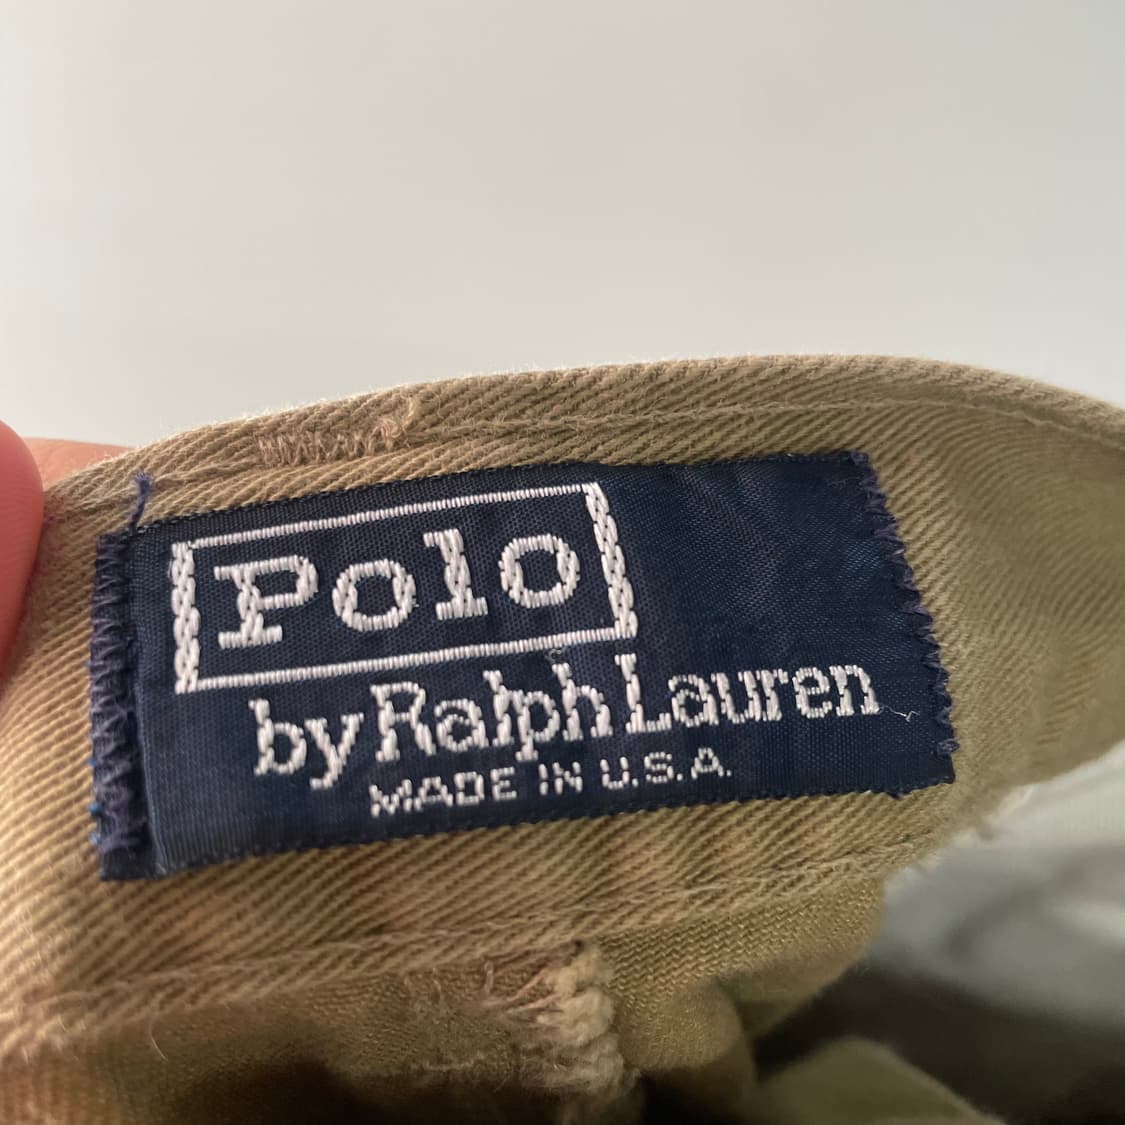 Polo
by Ralph Lauren
MADE IN U.S.A.